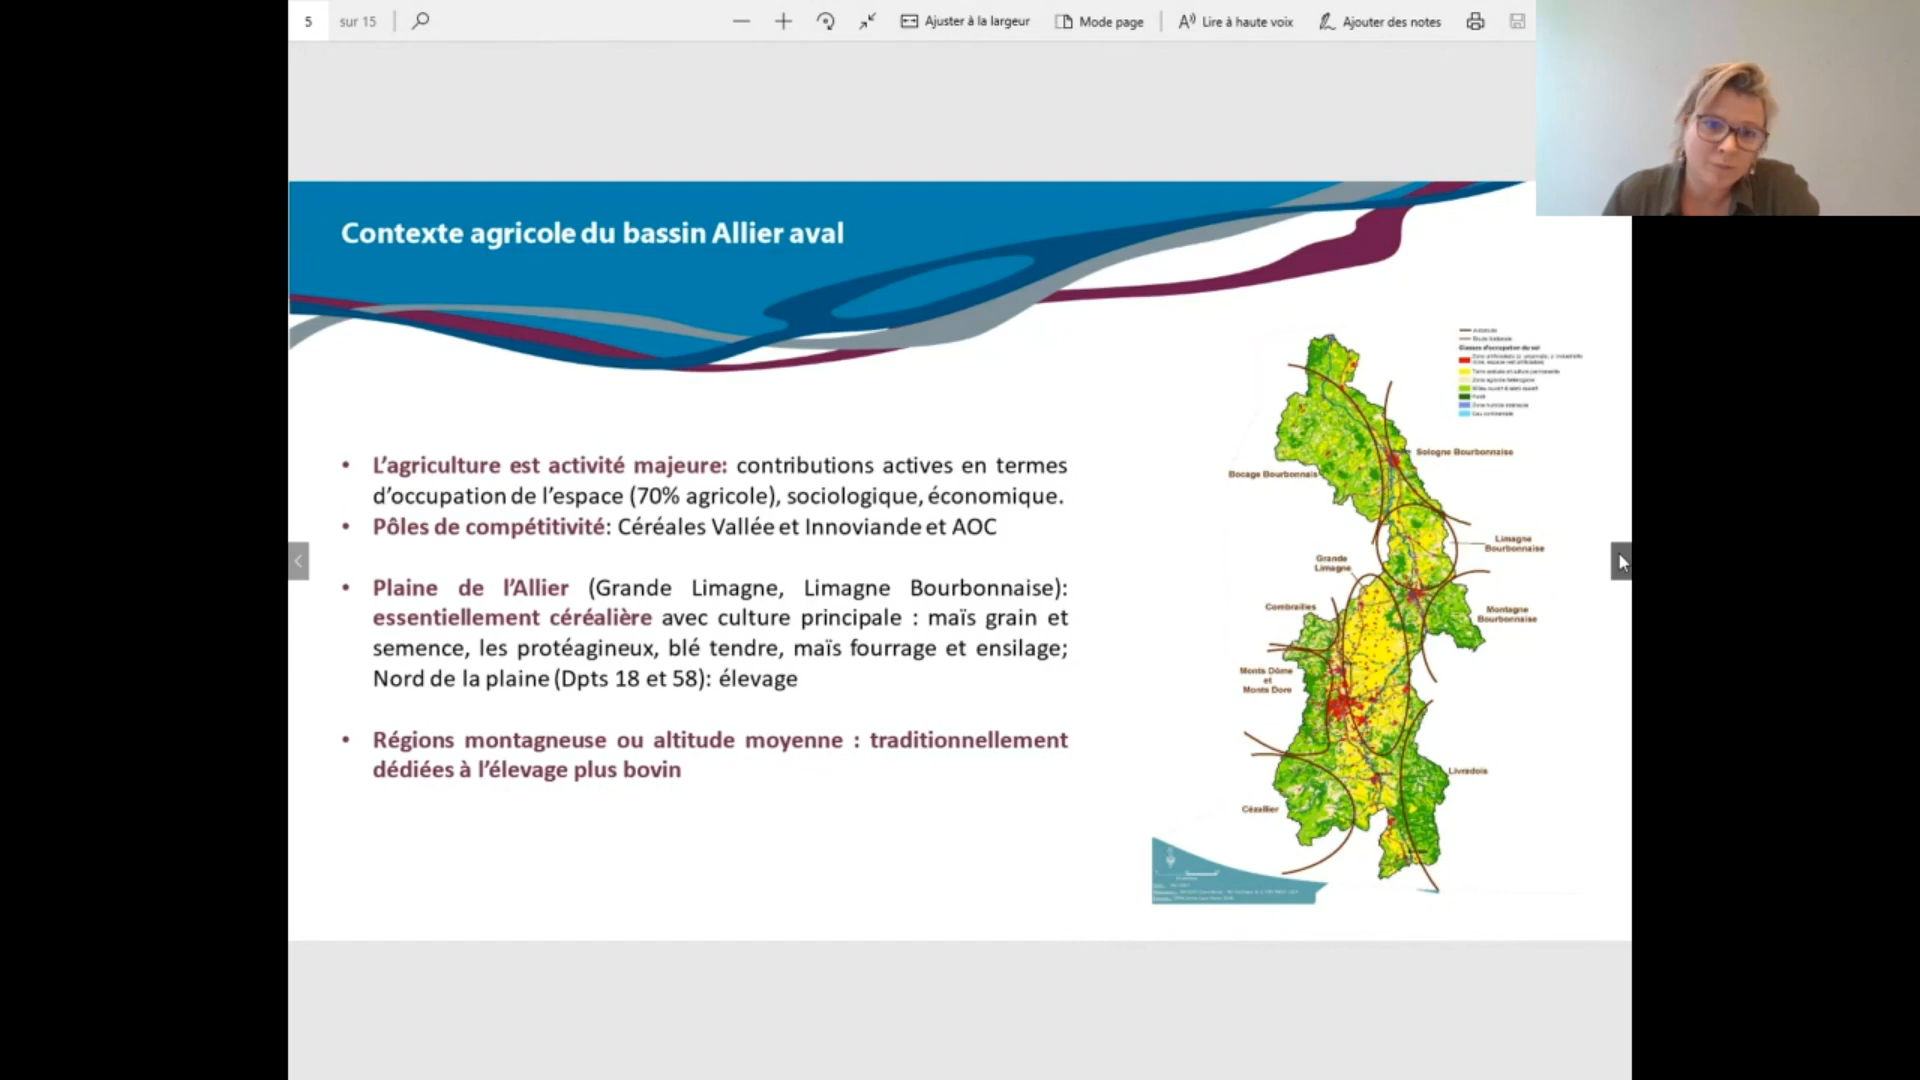 5 sur 15
Ajuster à la largeur
Mode page
Lire à haute voix
Ajouter des notes
Contexte agricole du bassin Allier aval
• L’agriculture est activité majeure: contributions actives en termes
d’occupation de l’espace (70% agricole), sociologique, économique.
• Pôles de compétitivité: Céréales Vallée et Innoviande et AOC
• Plaine de l’Allier (Grande Limagne, Limagne Bourbonnaise):
essentiellement céréalière avec culture principale : maïs grain et
semence, les protéagineux, blé tendre, maïs fourrage et ensilage;
Nord de la plaine (Dpts 18 et 58): élevage
• Régions montagneuse ou altitude moyenne : traditionnellement
dédiées à l’élevage plus bovin
Classes d'occupation du sol
Forêt
Sologne Bourbonnaise
Bocage Bourbonnais
Limagne
Bourbonnaise
Grande
Limagne
Combrailles
Montagne
Bourbonnaise
Monts Dôme
et
Monts Dore
Livradois
Cézallier